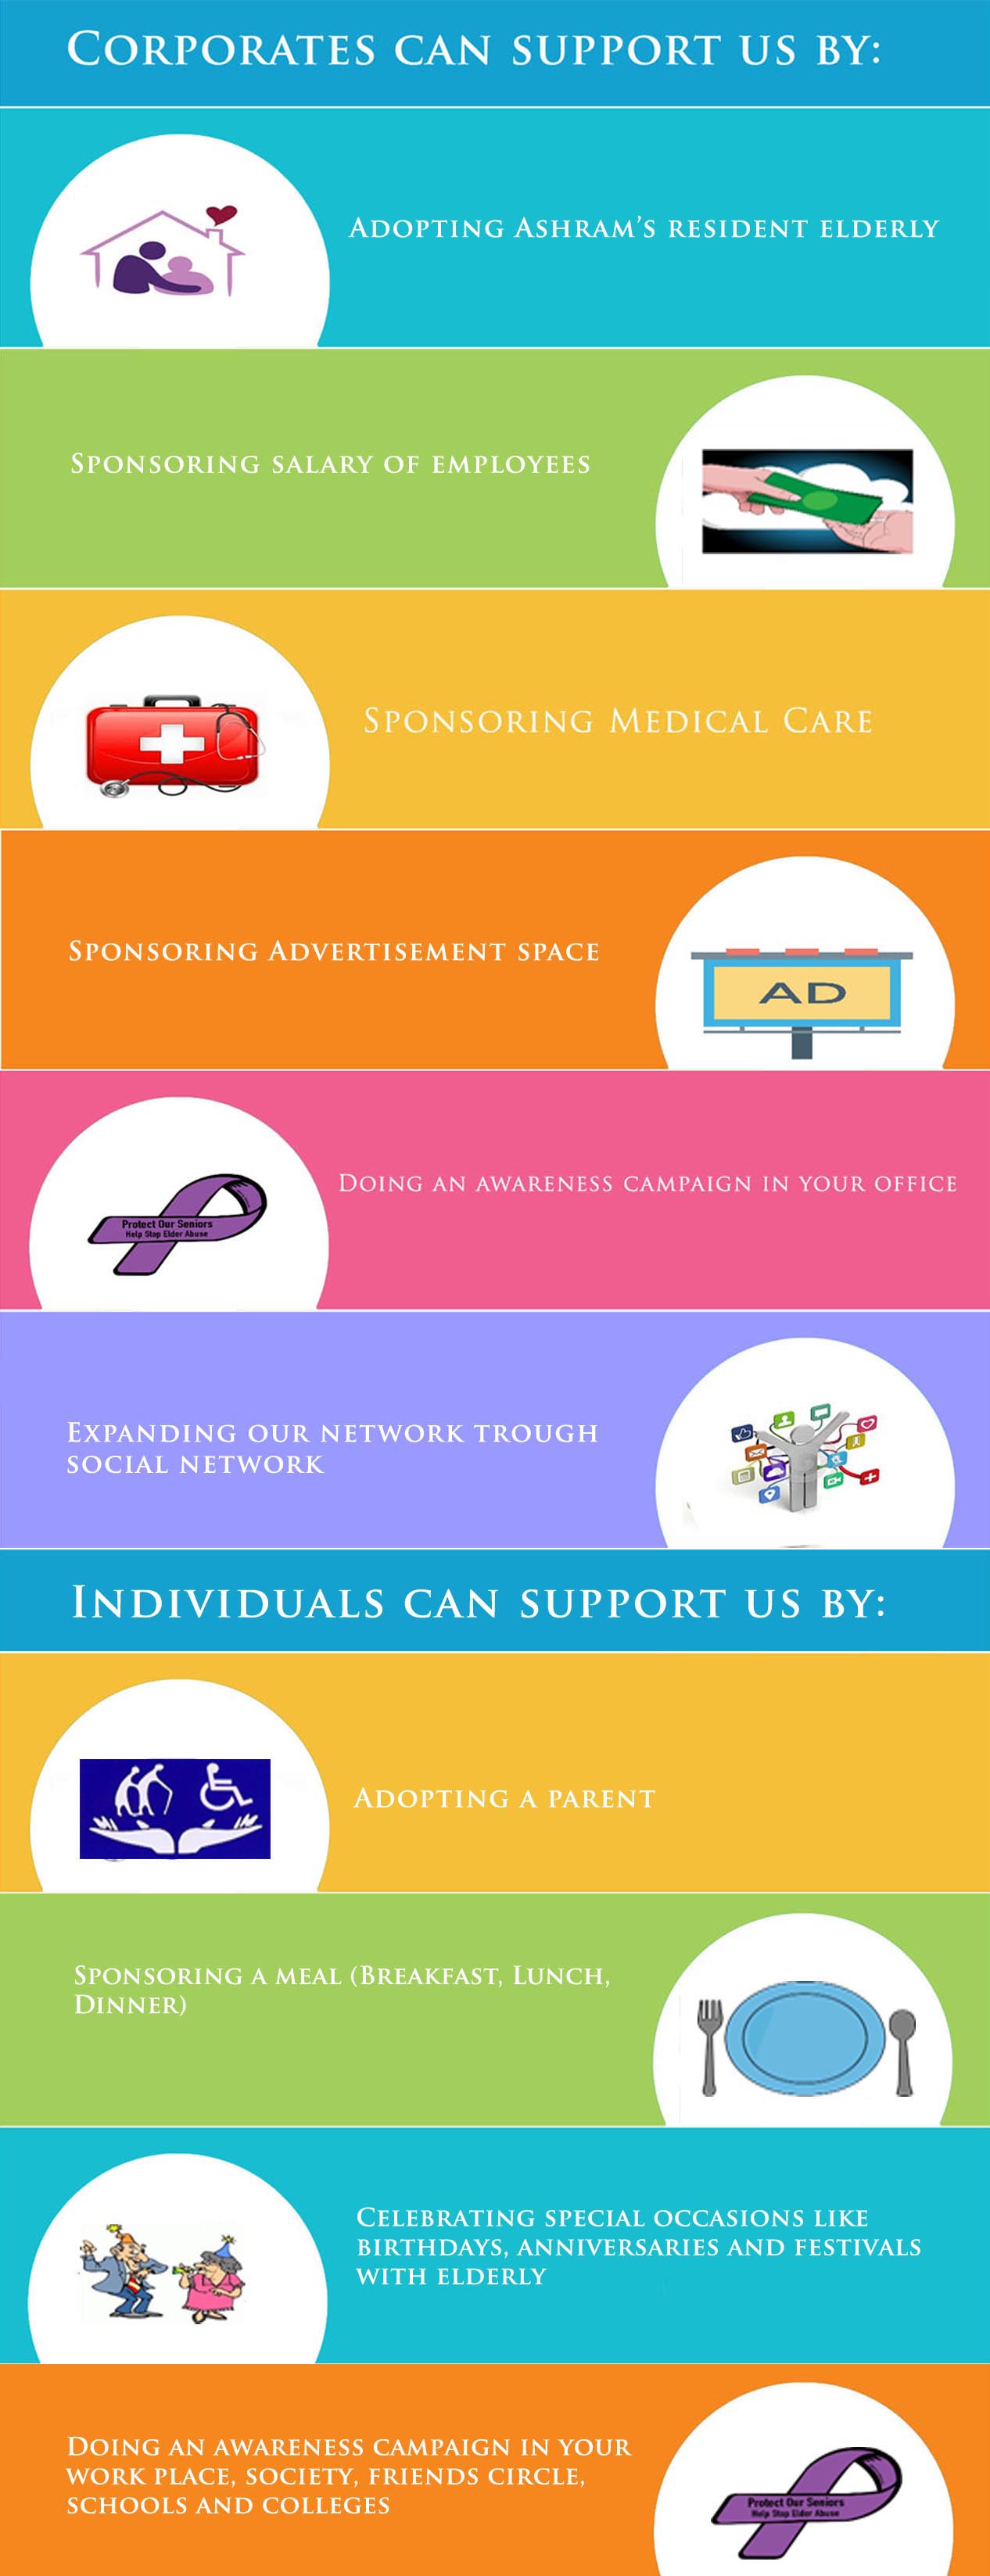 CORPORATES CAN SUPPORT US BY:
ADOPTING ASHRAM'S RESIDENT ELDERLY
SPONSORING SALARY OF EMPLOYEES
SPONSORING MEDICAL CARE
SPONSORING ADVERTISEMENT SPACE
AD
DOING AN AWARENESS CAMPAIGN IN YOUR OFFICE
Protect Our Seniors
Help Stop Elder Abuse
EXPANDING OUR NETWORK TROUGH
SOCIAL NETWORK
INDIVIDUALS CAN SUPPORT US BY:
ADOPTING A PARENT
SPONSORING A MEAL (BREAKFAST, LUNCH,
DINNER)
CELEBRATING SPECIAL OCCASIONS LIKE
BIRTHDAYS, ANNIVERSARIES AND FESTIVALS
WITH ELDERLY
DOING AN AWARENESS CAMPAIGN IN YOUR
WORK PLACE, SOCIETY, FRIENDS CIRCLE,
SCHOOLS AND COLLEGES
Protect Our Seniors
Help Stop Elder Abuse